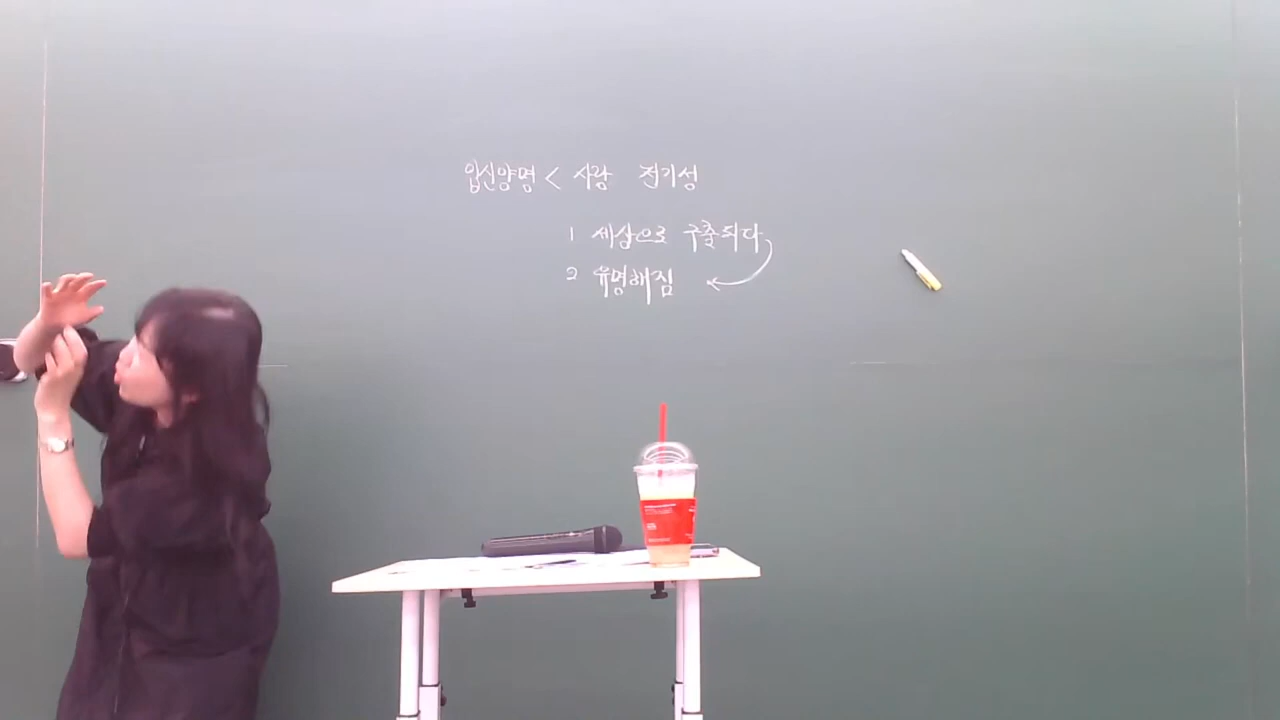 입신양명 < 사랑 전기성
1 세상으로 구출되다
2 유명해짐